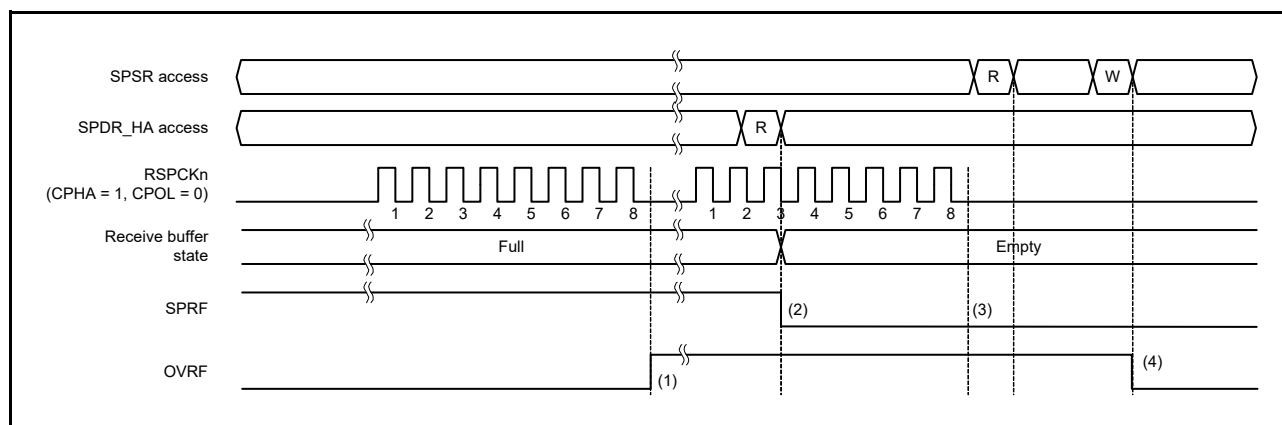 SPSR access
R
W
SPDR_HA access
R
RSPCKn
(CPHA = 1, CPOL = 0)
1 2 3 4 5 6 7 8
1 2 3 4 5 6 7 8
Receive buffer
state
Full
Empty
SPRF
(2)
(3)
OVRF
(1)
(4)